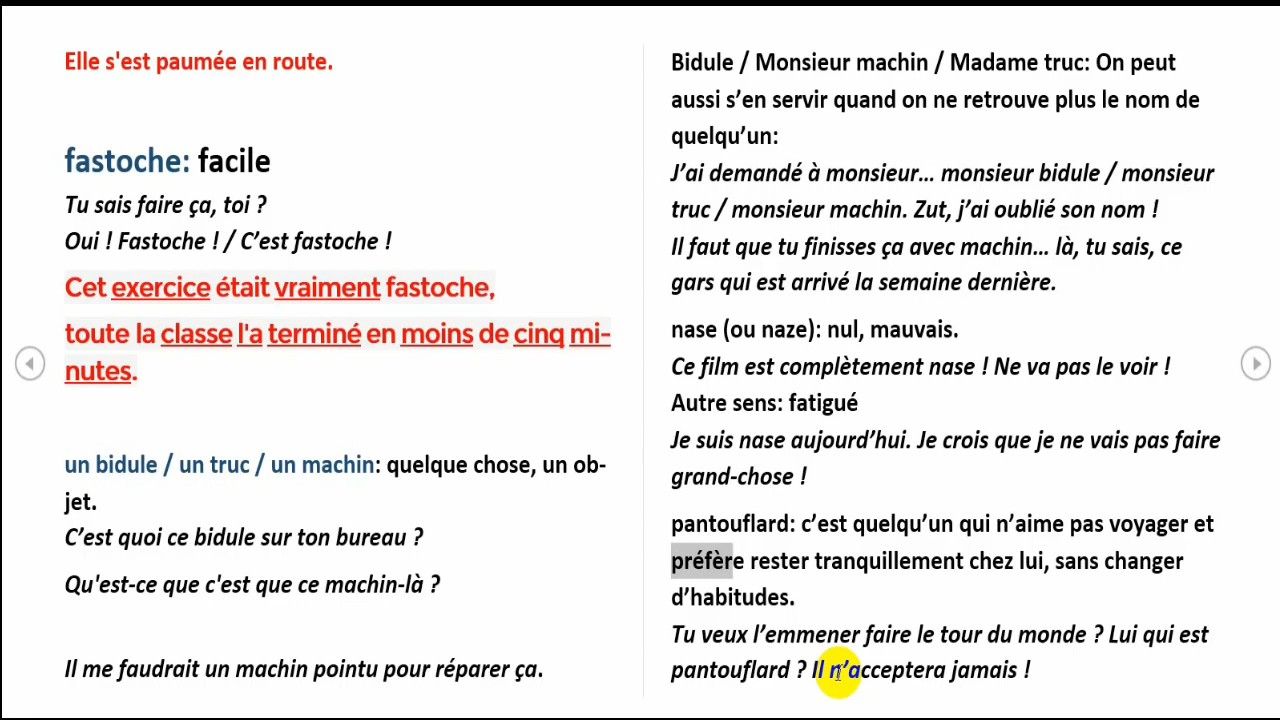 Elle s'est paumée en route.
fastoche: facile
Tu sais faire ça, toi ?
Oui ! Fastoche ! / C’est fastoche !
Cet exercice était vraiment fastoche,
toute la classe l'a terminé en moins de cinq mi-
nutes.
un bidule / un truc / un machin: quelque chose, un ob-
jet.
C’est quoi ce bidule sur ton bureau ?
Qu'est-ce que c'est que ce machin-là ?
Il me faudrait un machin pointu pour réparer ça.
Bidule / Monsieur machin / Madame truc: On peut
aussi s’en servir quand on ne retrouve plus le nom de
quelqu’un:
J’ai demandé à monsieur… monsieur bidule / monsieur
truc / monsieur machin. Zut, j’ai oublié son nom !
Il faut que tu finisses ça avec machin… là, tu sais, ce
gars qui est arrivé la semaine dernière.
nase (ou naze): nul, mauvais.
Ce film est complètement nase ! Ne va pas le voir !
Autre sens: fatigué
Je suis nase aujourd’hui. Je crois que je ne vais pas faire
grand-chose !
pantouflard: c’est quelqu’un qui n’aime pas voyager et
préfère rester tranquillement chez lui, sans changer
d’habitudes.
Tu veux l’emmener faire le tour du monde ? Lui qui est
pantouflard ? Il n’acceptera jamais !